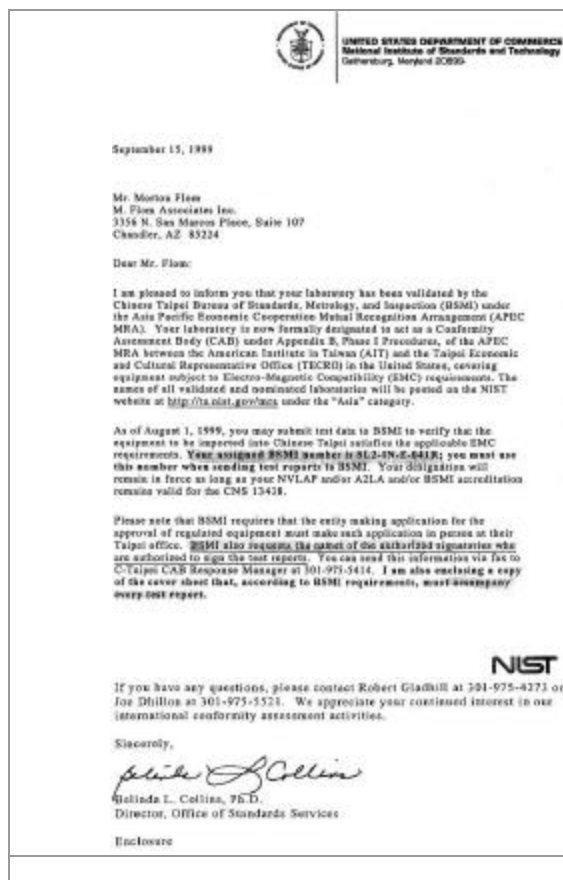 UNITED STATES DEPARTMENT OF COMMERCE
National Institute of Standards and Technology
Gaithersburg, Maryland 20899-
September 15, 1999
Mr. Morton Flom
M. Flom Associates Inc.
3356 N. San Marcos Place, Suite 107
Chandler, AZ 85224
Dear Mr. Flom:
I am pleased to inform you that your laboratory has been validated by the
Chinese Taipei Bureau of Standards, Metrology, and Inspection (BSMI) under
the Asia Pacific Economic Cooperation Mutual Recognition Arrangement (APEC
MRA). Your laboratory is now formally designated to act as a Conformity
Assessment Body (CAB) under Appendix B, Phase I Procedures, of the APEC
MRA between the American Institute in Taiwan (AIT) and the Taipei Economic
and Cultural Representative Office (TECRO) in the United States, covering
equipment subject to Electro-Magnetic Compatibility (EMC) requirements. The
names of all validated and nominated laboratories will be posted on the NIST
website at http://ts.nist.gov/mra under the "Asia" category.
As of August 1, 1999, you may submit test data to BSMI to verify that the
equipment to be imported into Chinese Taipei satisfies the applicable EMC
requirements. Your assigned BSMI number is SL2-IN-E-041R; you must use
this number when sending test reports to BSMI. Your designation will
remain in force as long as your NVLAP and/or A2LA and/or BSMI accreditation
remains valid for the CNS 13438.
Please note that BSMI requires that the entity making application for the
approval of regulated equipment must make such application in person at their
Taipei office. BSMI also requests the names of the authorized signatories who
are authorized to sign the test reports. You can send this information via fax to
C-Taipei CAB Response Manager at 301-975-5414. I am also enclosing a copy
of the cover sheet that, according to BSMI requirements, must accompany
every test report.
NIST
If you have any questions, please contact Robert Gladhill at 301-975-4273 or
Joe Dhillon at 301-975-5521. We appreciate your continued interest in our
international conformity assessment activities.
Sincerely,
Belinda L. Collins
Belinda L. Collins, Ph.D.
Director, Office of Standards Services
Enclosure